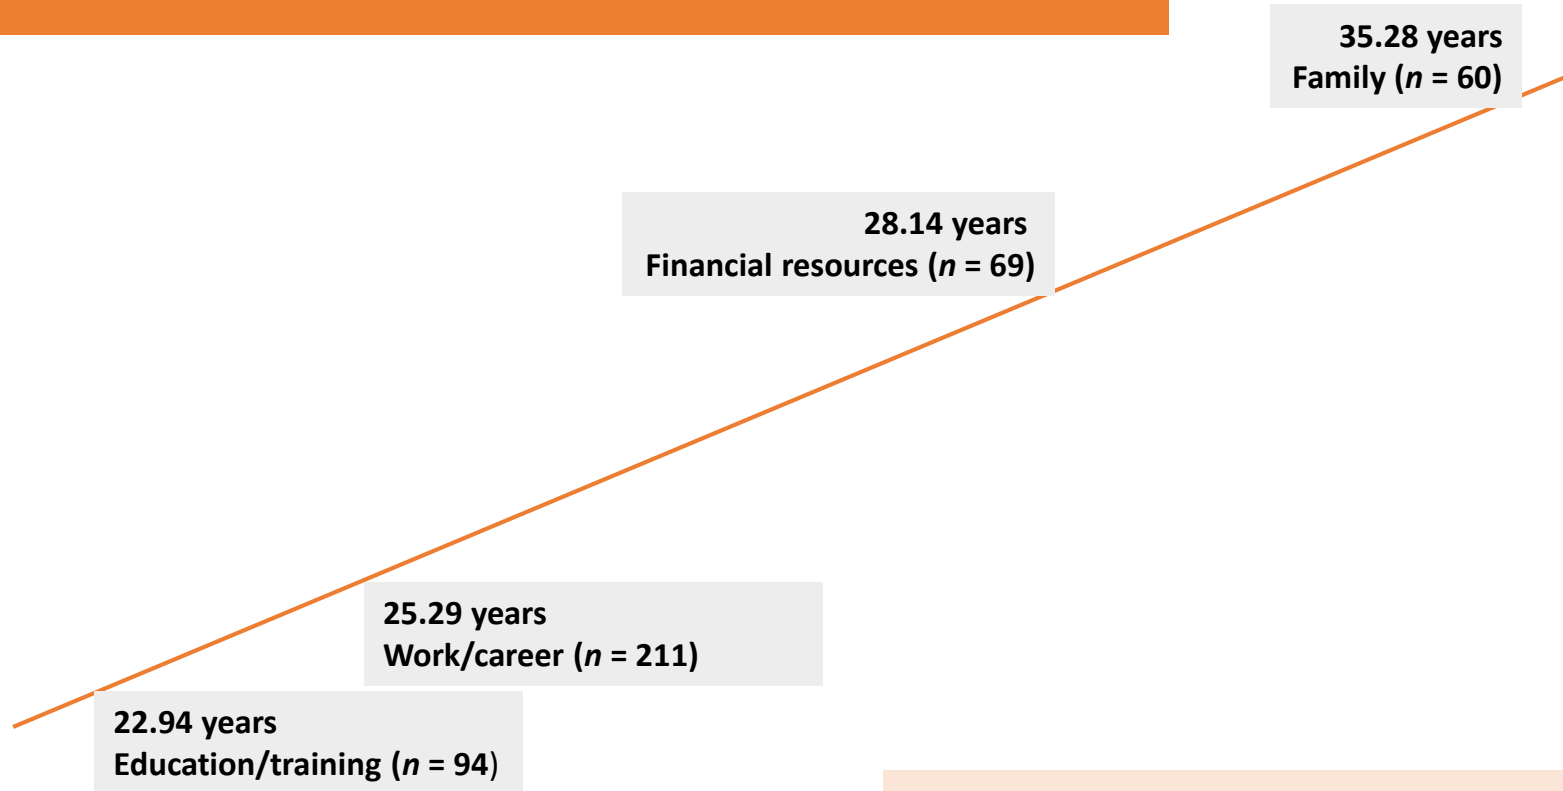 35.28 years
Family (n = 60)
28.14 years
Financial resources (n = 69)
25.29 years
Work/career (n = 211)
22.94 years
Education/training (n = 94)